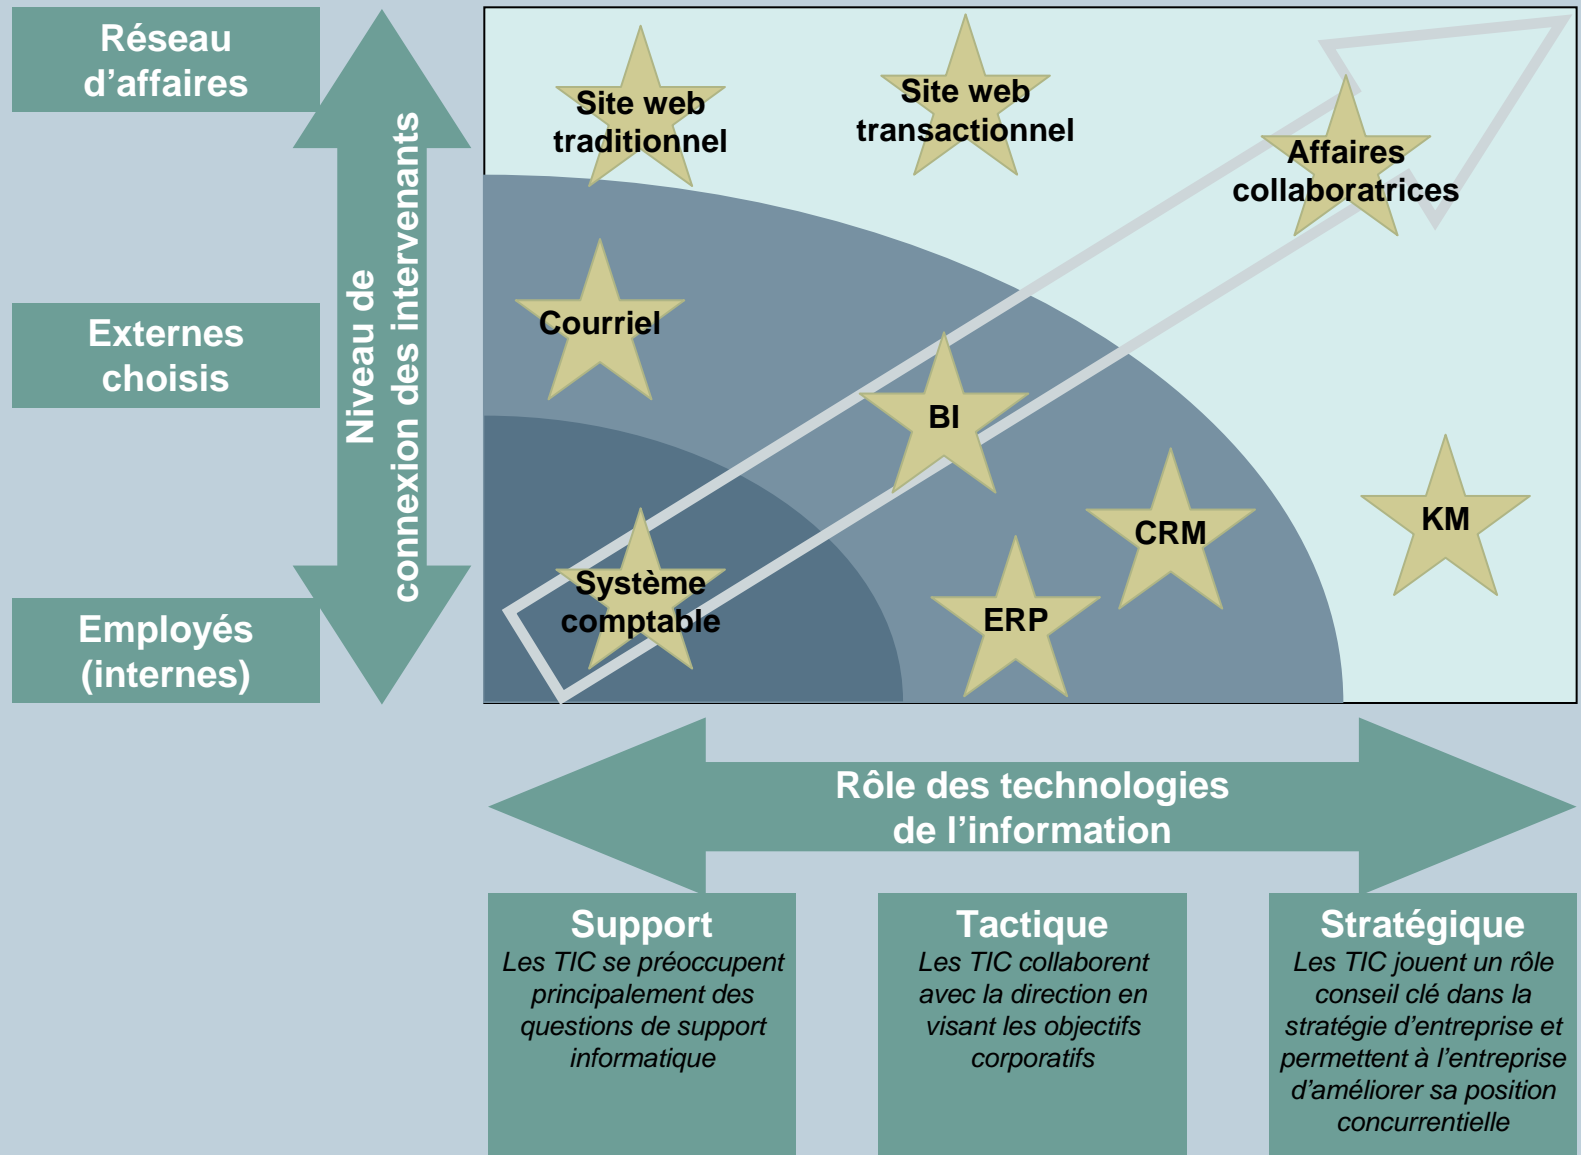 Réseau
d’affaires
Externes
choisis
Employés
(internes)
Niveau de
connexion des intervenants
Site web
traditionnel
Site web
transactionnel
Affaires
collaboratrices
Courriel
BI
CRM
KM
Système
comptable
ERP
Rôle des technologies
de l’information
Support
Les TIC se préoccupent
principalement des
questions de support
informatique
Tactique
Les TIC collaborent
avec la direction en
visant les objectifs
corporatifs
Stratégique
Les TIC jouent un rôle
conseil clé dans la
stratégie d’entreprise et
permettent à l’entreprise
d’améliorer sa position
concurrentielle